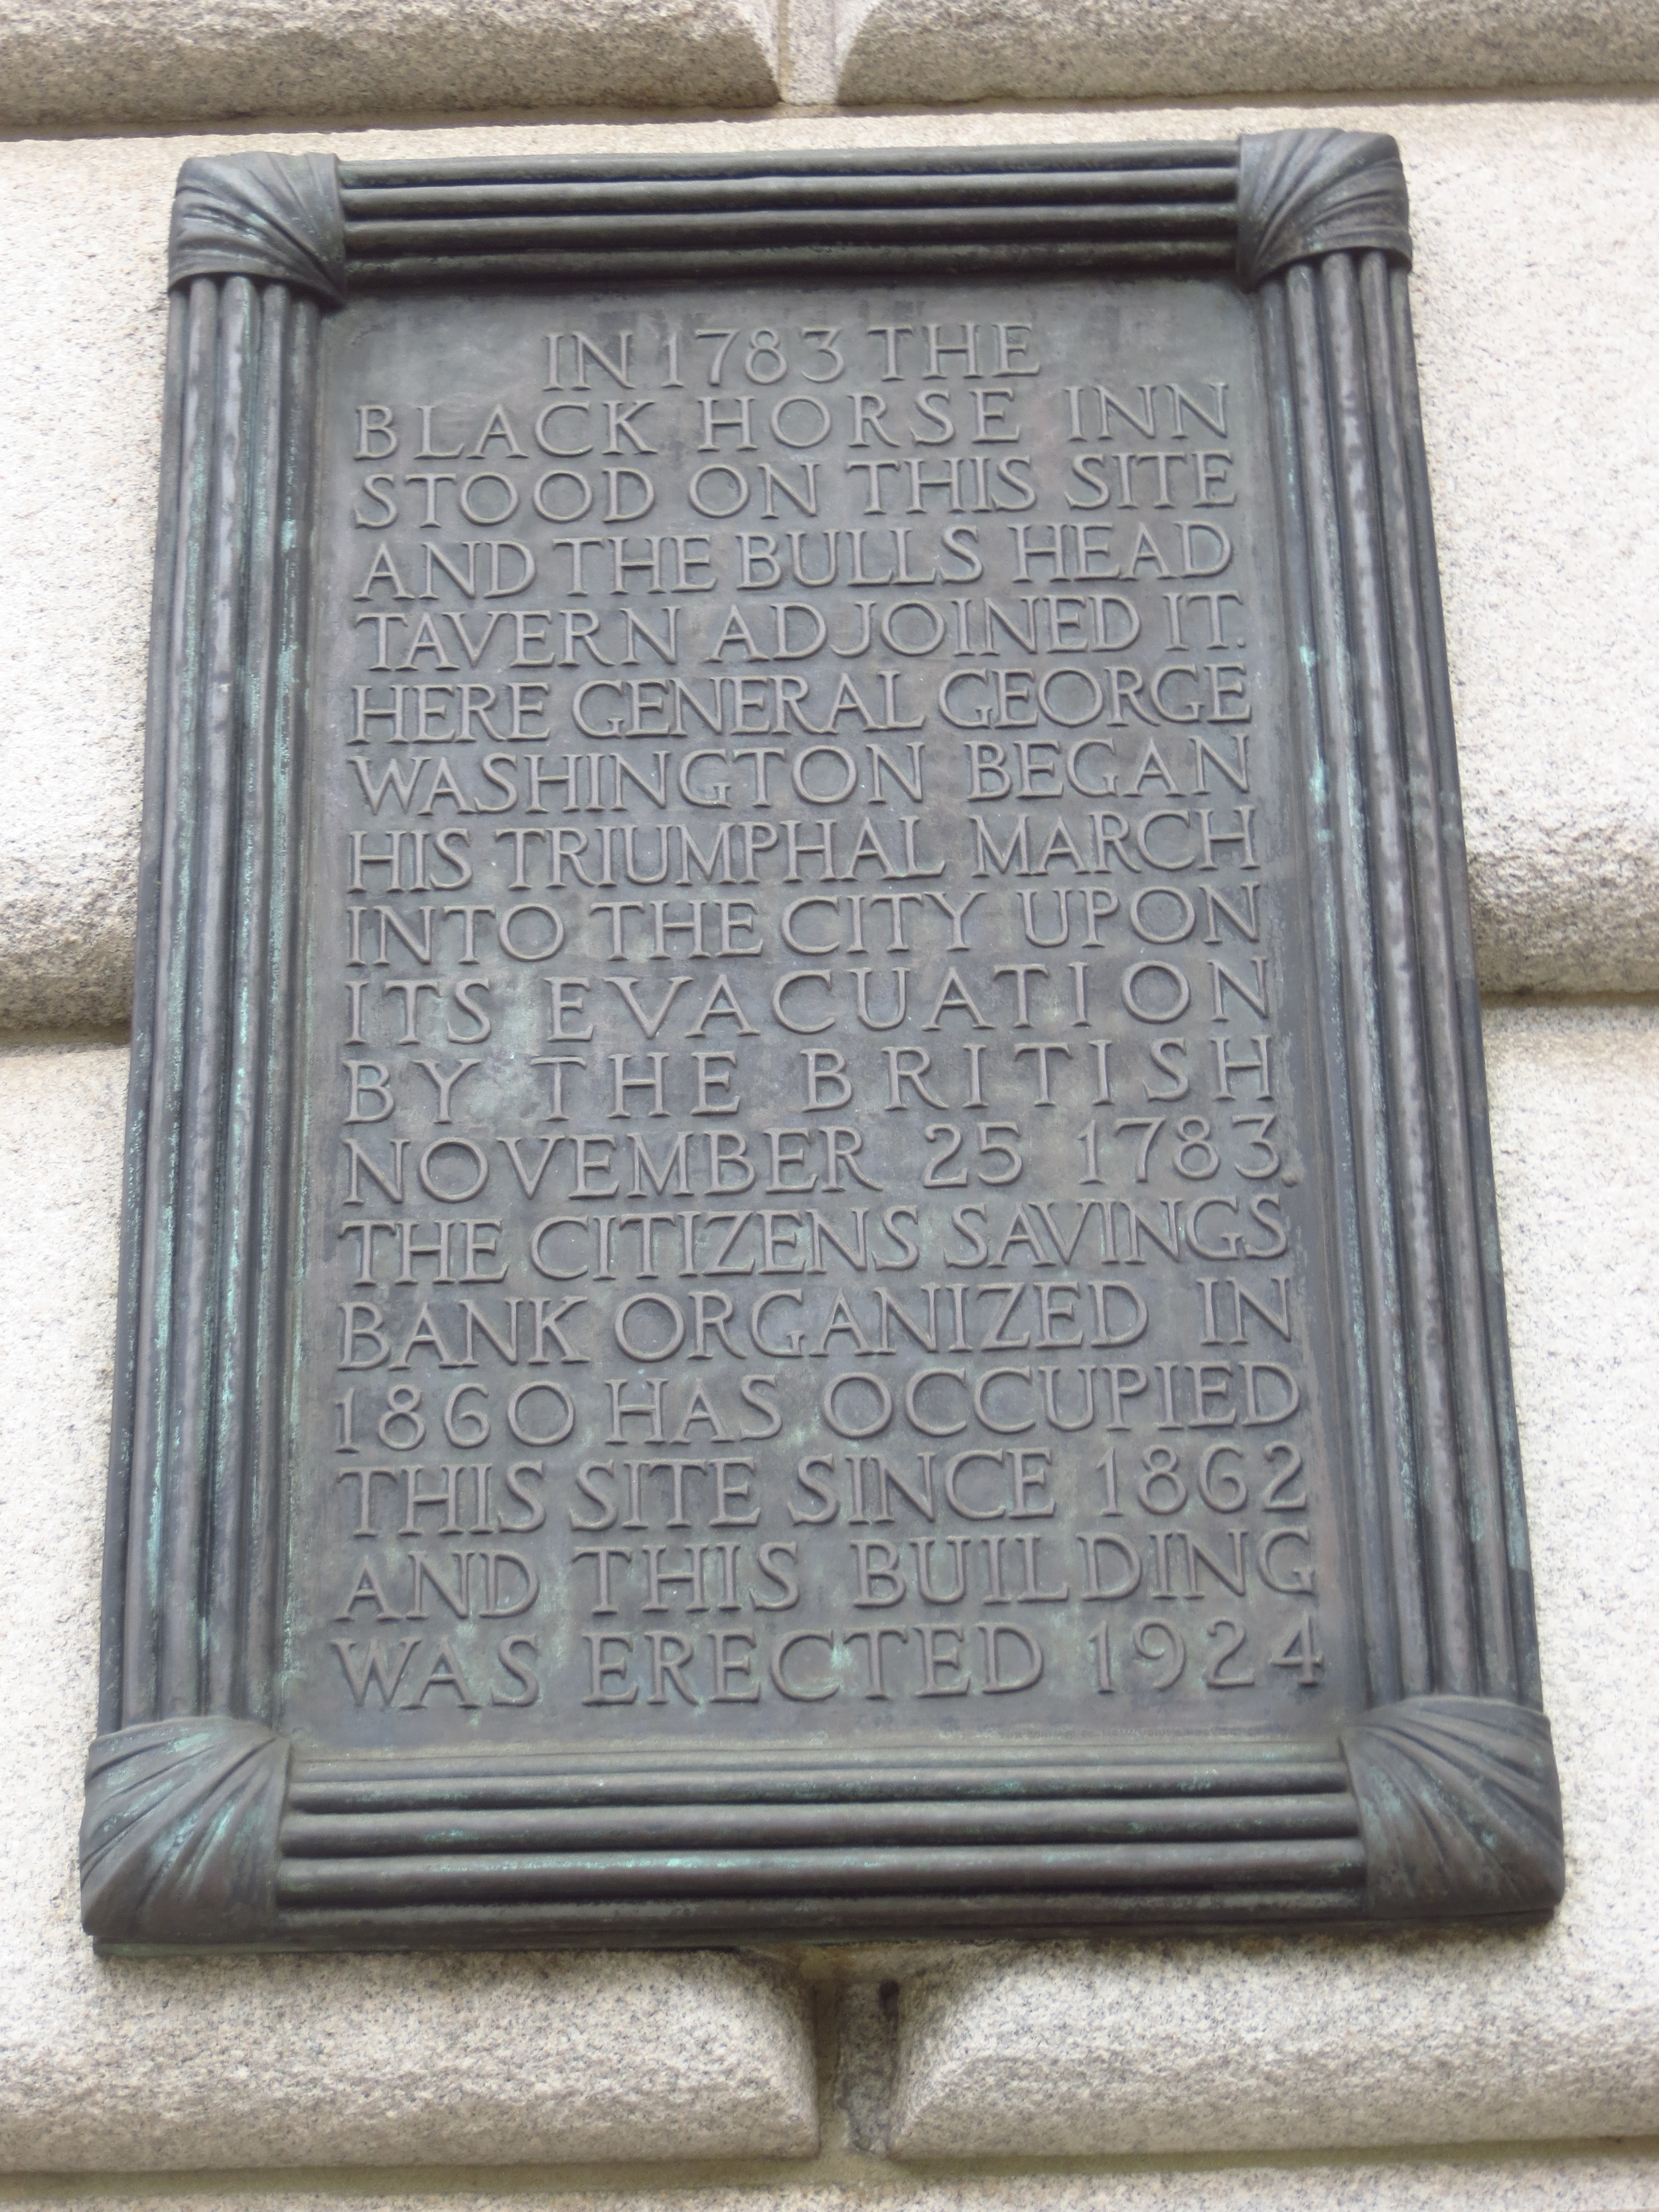 IN 1783 THE
BLACK HORSE INN
STOOD ON THIS SITE
AND THE BULLS HEAD
TAVERN ADJOINED IT.
HERE GENERAL GEORGE
WASHINGTON BEGAN
HIS TRIUMPHAL MARCH
INTO THE CITY UPON
ITS EVACUATION
BY THE BRITISH
NOVEMBER 25 1783.
THE CITIZENS SAVINGS
BANK ORGANIZED IN
1860 HAS OCCUPIED
THIS SITE SINCE 1862
AND THIS BUILDING
WAS ERECTED 1924